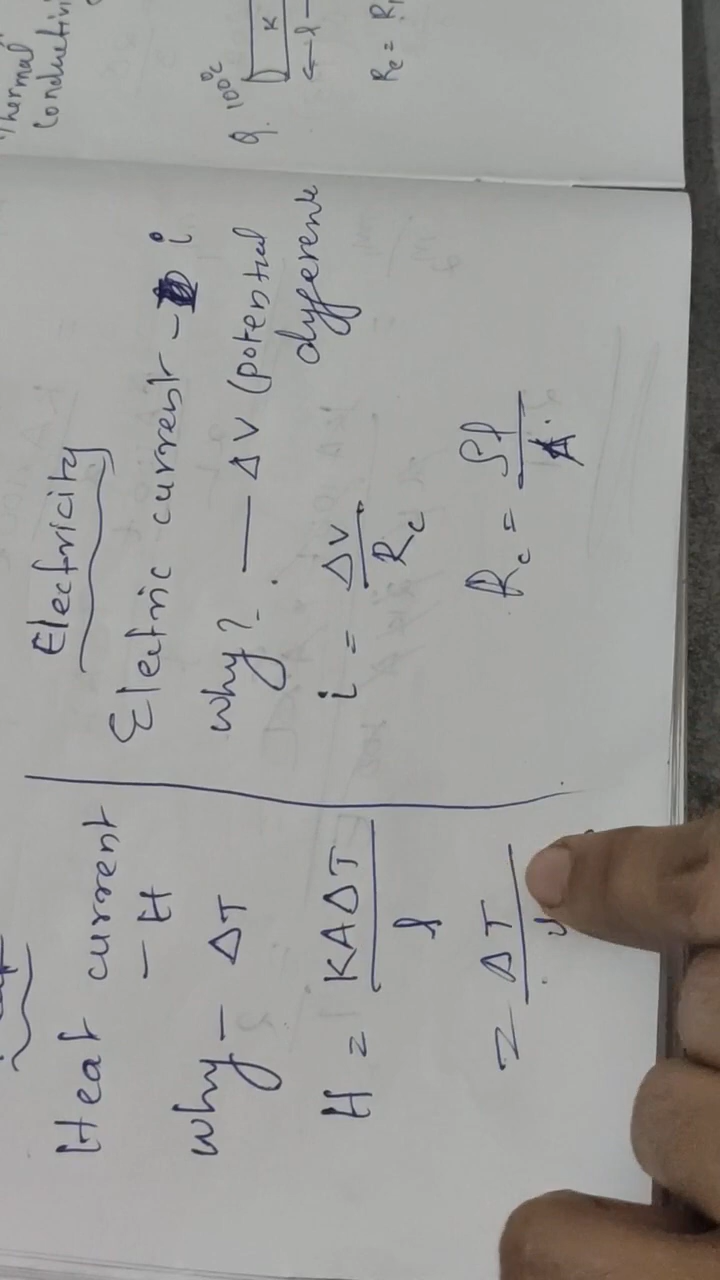 Heat current
- H
why - ΔT
H = KAΔT
l
= ΔT
Electricity
Electric current - i
why? - ΔV (potential
difference
i = ΔV
Rc
Rc = ρl
A
Thermal
Q. 100°C
K
← l -
Rc =